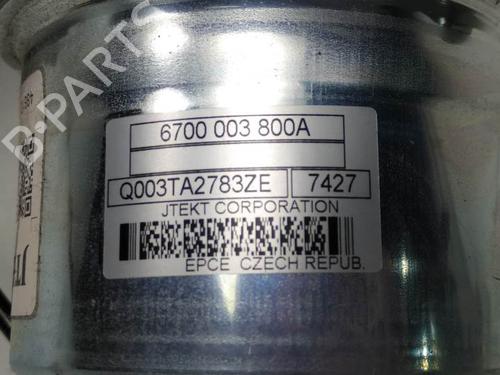 6700 003 800A
Q003TA2783ZE 7427
JTEKT CORPORATION
EPCE CZECH REPUB.
B-PARTS